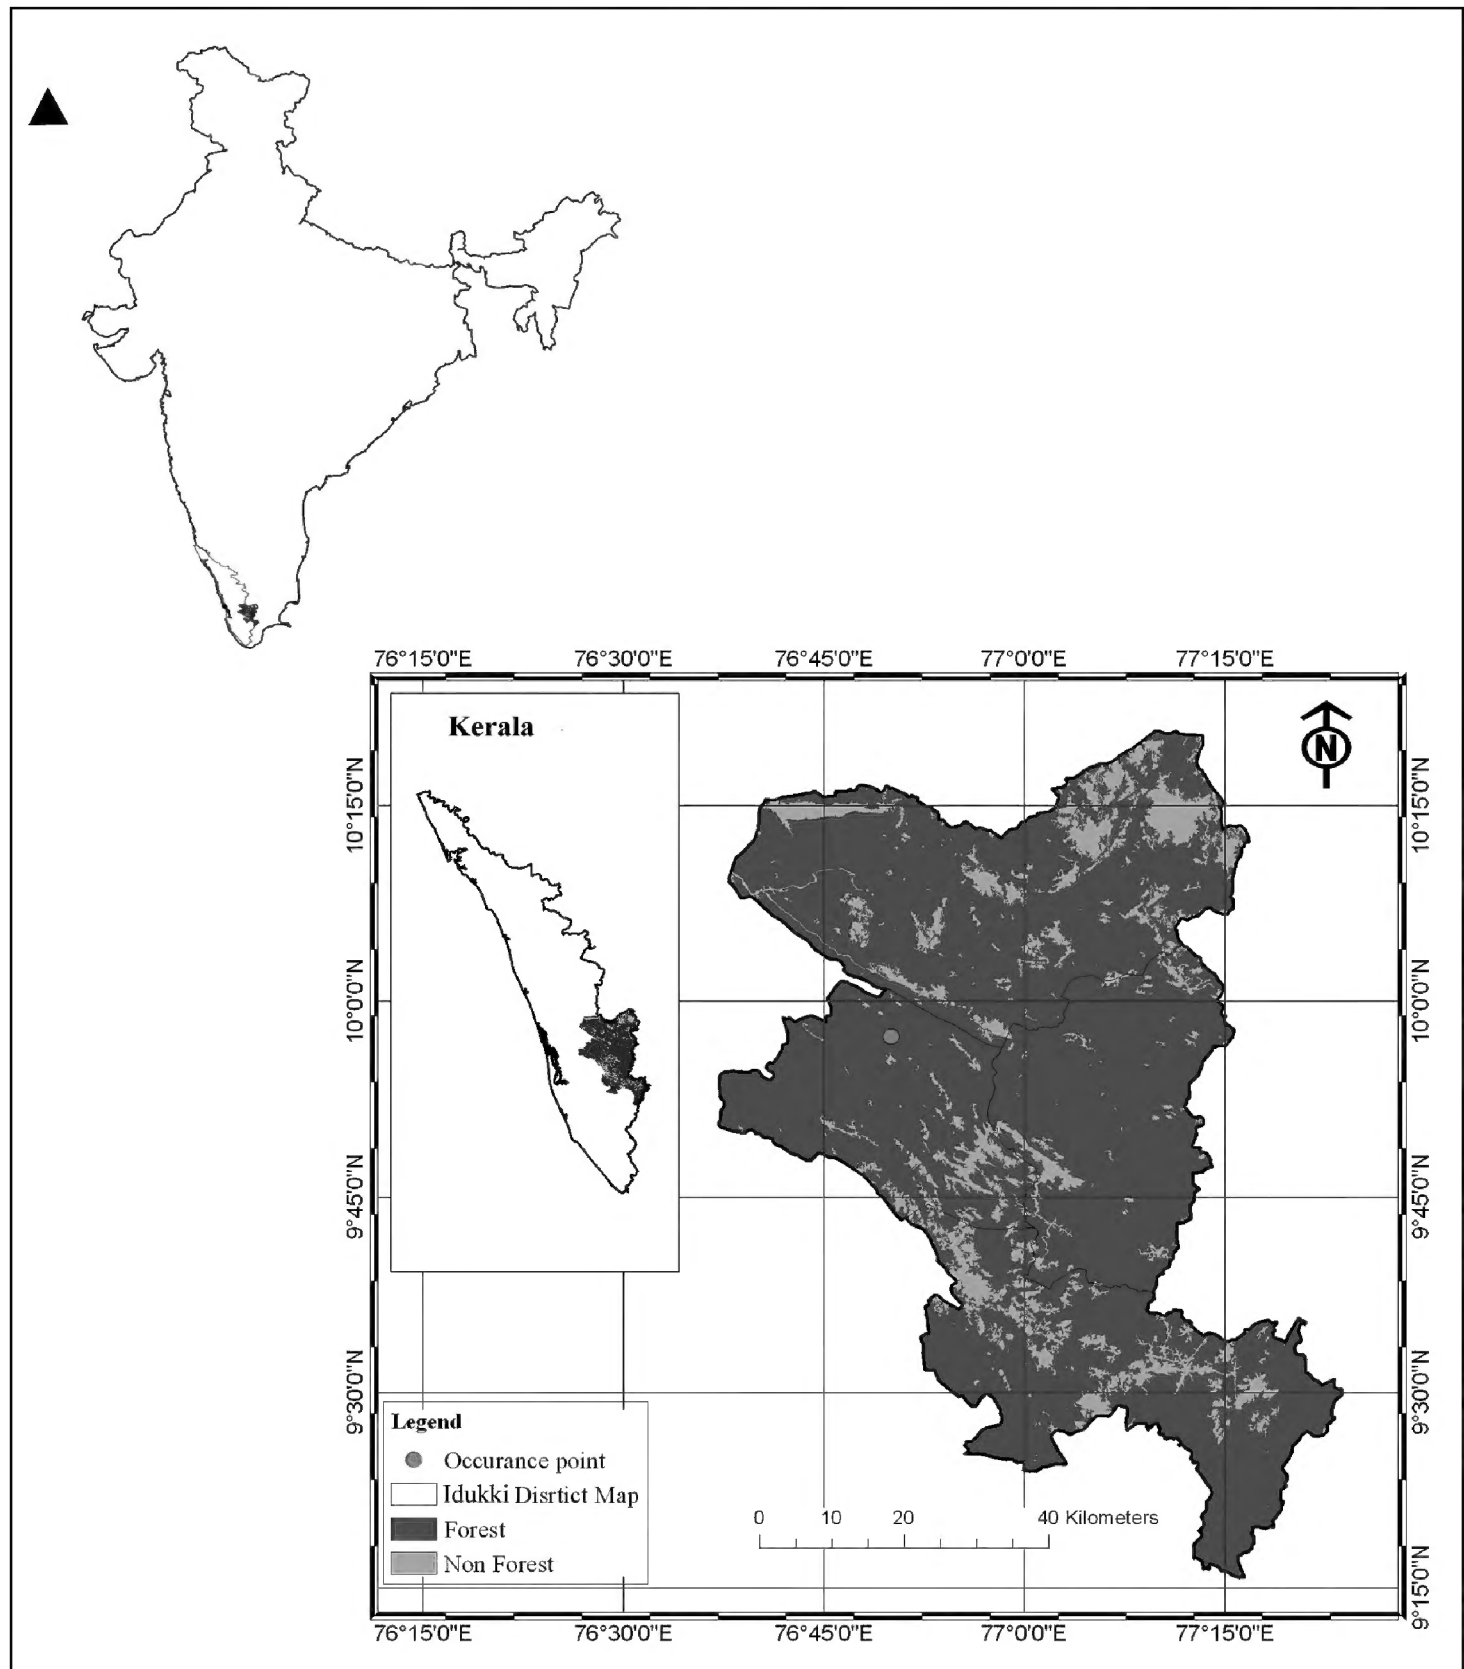 76°15'0"E 76°30'0"E 76°45'0"E 77°0'0"E 77°15'0"E
Kerala
N
10°15'0"N 10°15'0"N
10°0'0"N 10°0'0"N
9°45'0"N 9°45'0"N
9°30'0"N 9°30'0"N
9°15'0"N
Legend
Occurance point
Idukki Disrtict Map
Forest
Non Forest
0 10 20 40 Kilometers
76°15'0"E 76°30'0"E 76°45'0"E 77°0'0"E 77°15'0"E